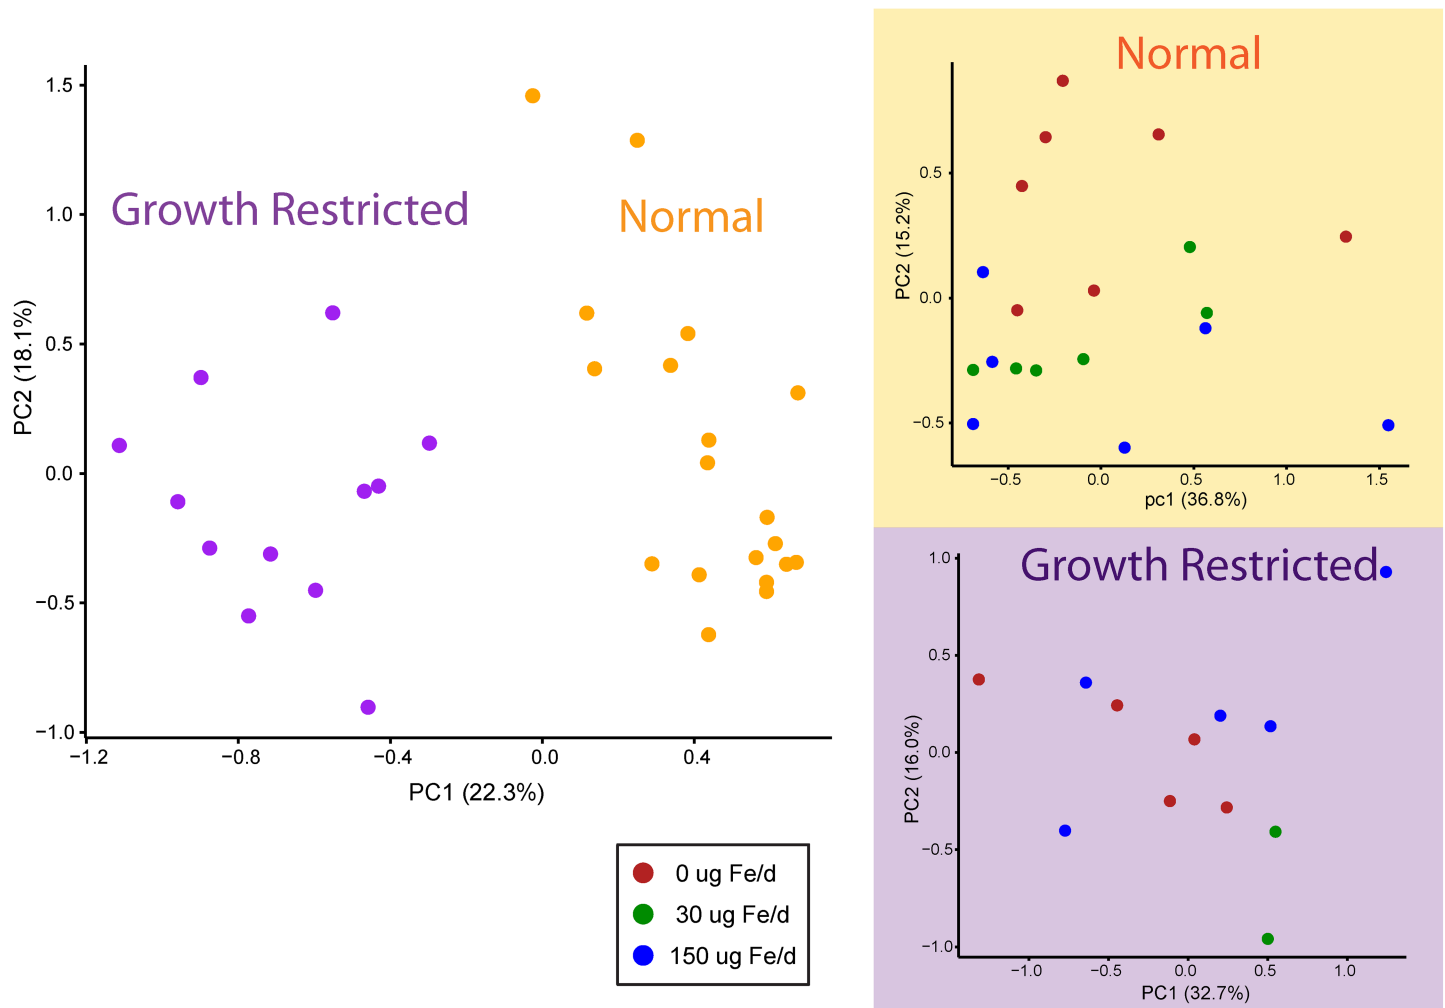 1.5
1.0
0.5
0.0
−0.5
−1.0
PC2 (18.1%)
Growth Restricted
Normal
−1.2
−0.8
−0.4
0.0
0.4
PC1 (22.3%)
0 ug Fe/d
30 ug Fe/d
150 ug Fe/d
Normal
0.5
0.0
−0.5
PC2 (15.2%)
−0.5
0.0
0.5
1.0
1.5
pc1 (36.8%)
Growth Restricted
1.0
0.5
0.0
−0.5
−1.0
PC2 (16.0%)
−1.0
−0.5
0.0
0.5
1.0
PC1 (32.7%)